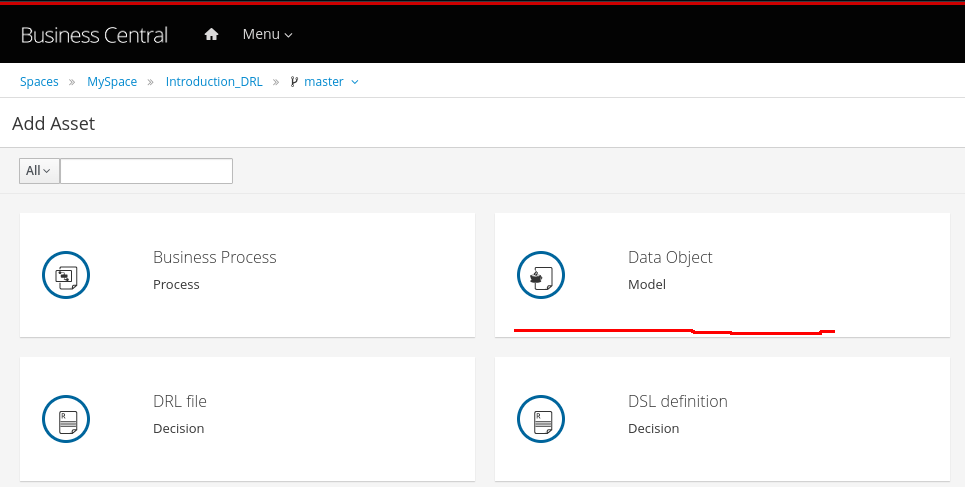 Business Central Menu
Spaces » MySpace » Introduction_DRL » master
Add Asset
All
Business Process
Process
Data Object
Model
DRL file
Decision
DSL definition
Decision